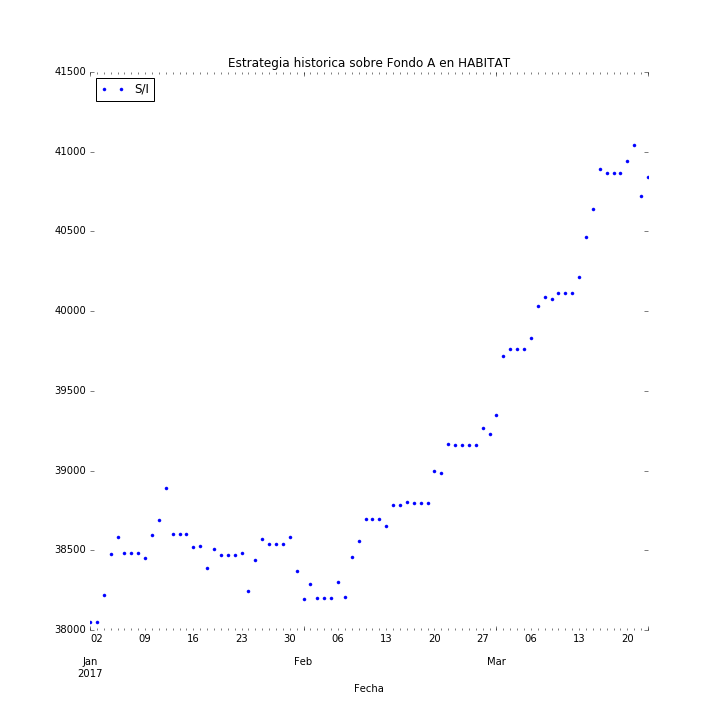 Estrategia historica sobre Fondo A en HABITAT
S/I
41500
41000
40500
40000
39500
39000
38500
38000
02 09 16 23 30 06 13 20 27 06 13 20
Jan Feb Mar
2017
Fecha